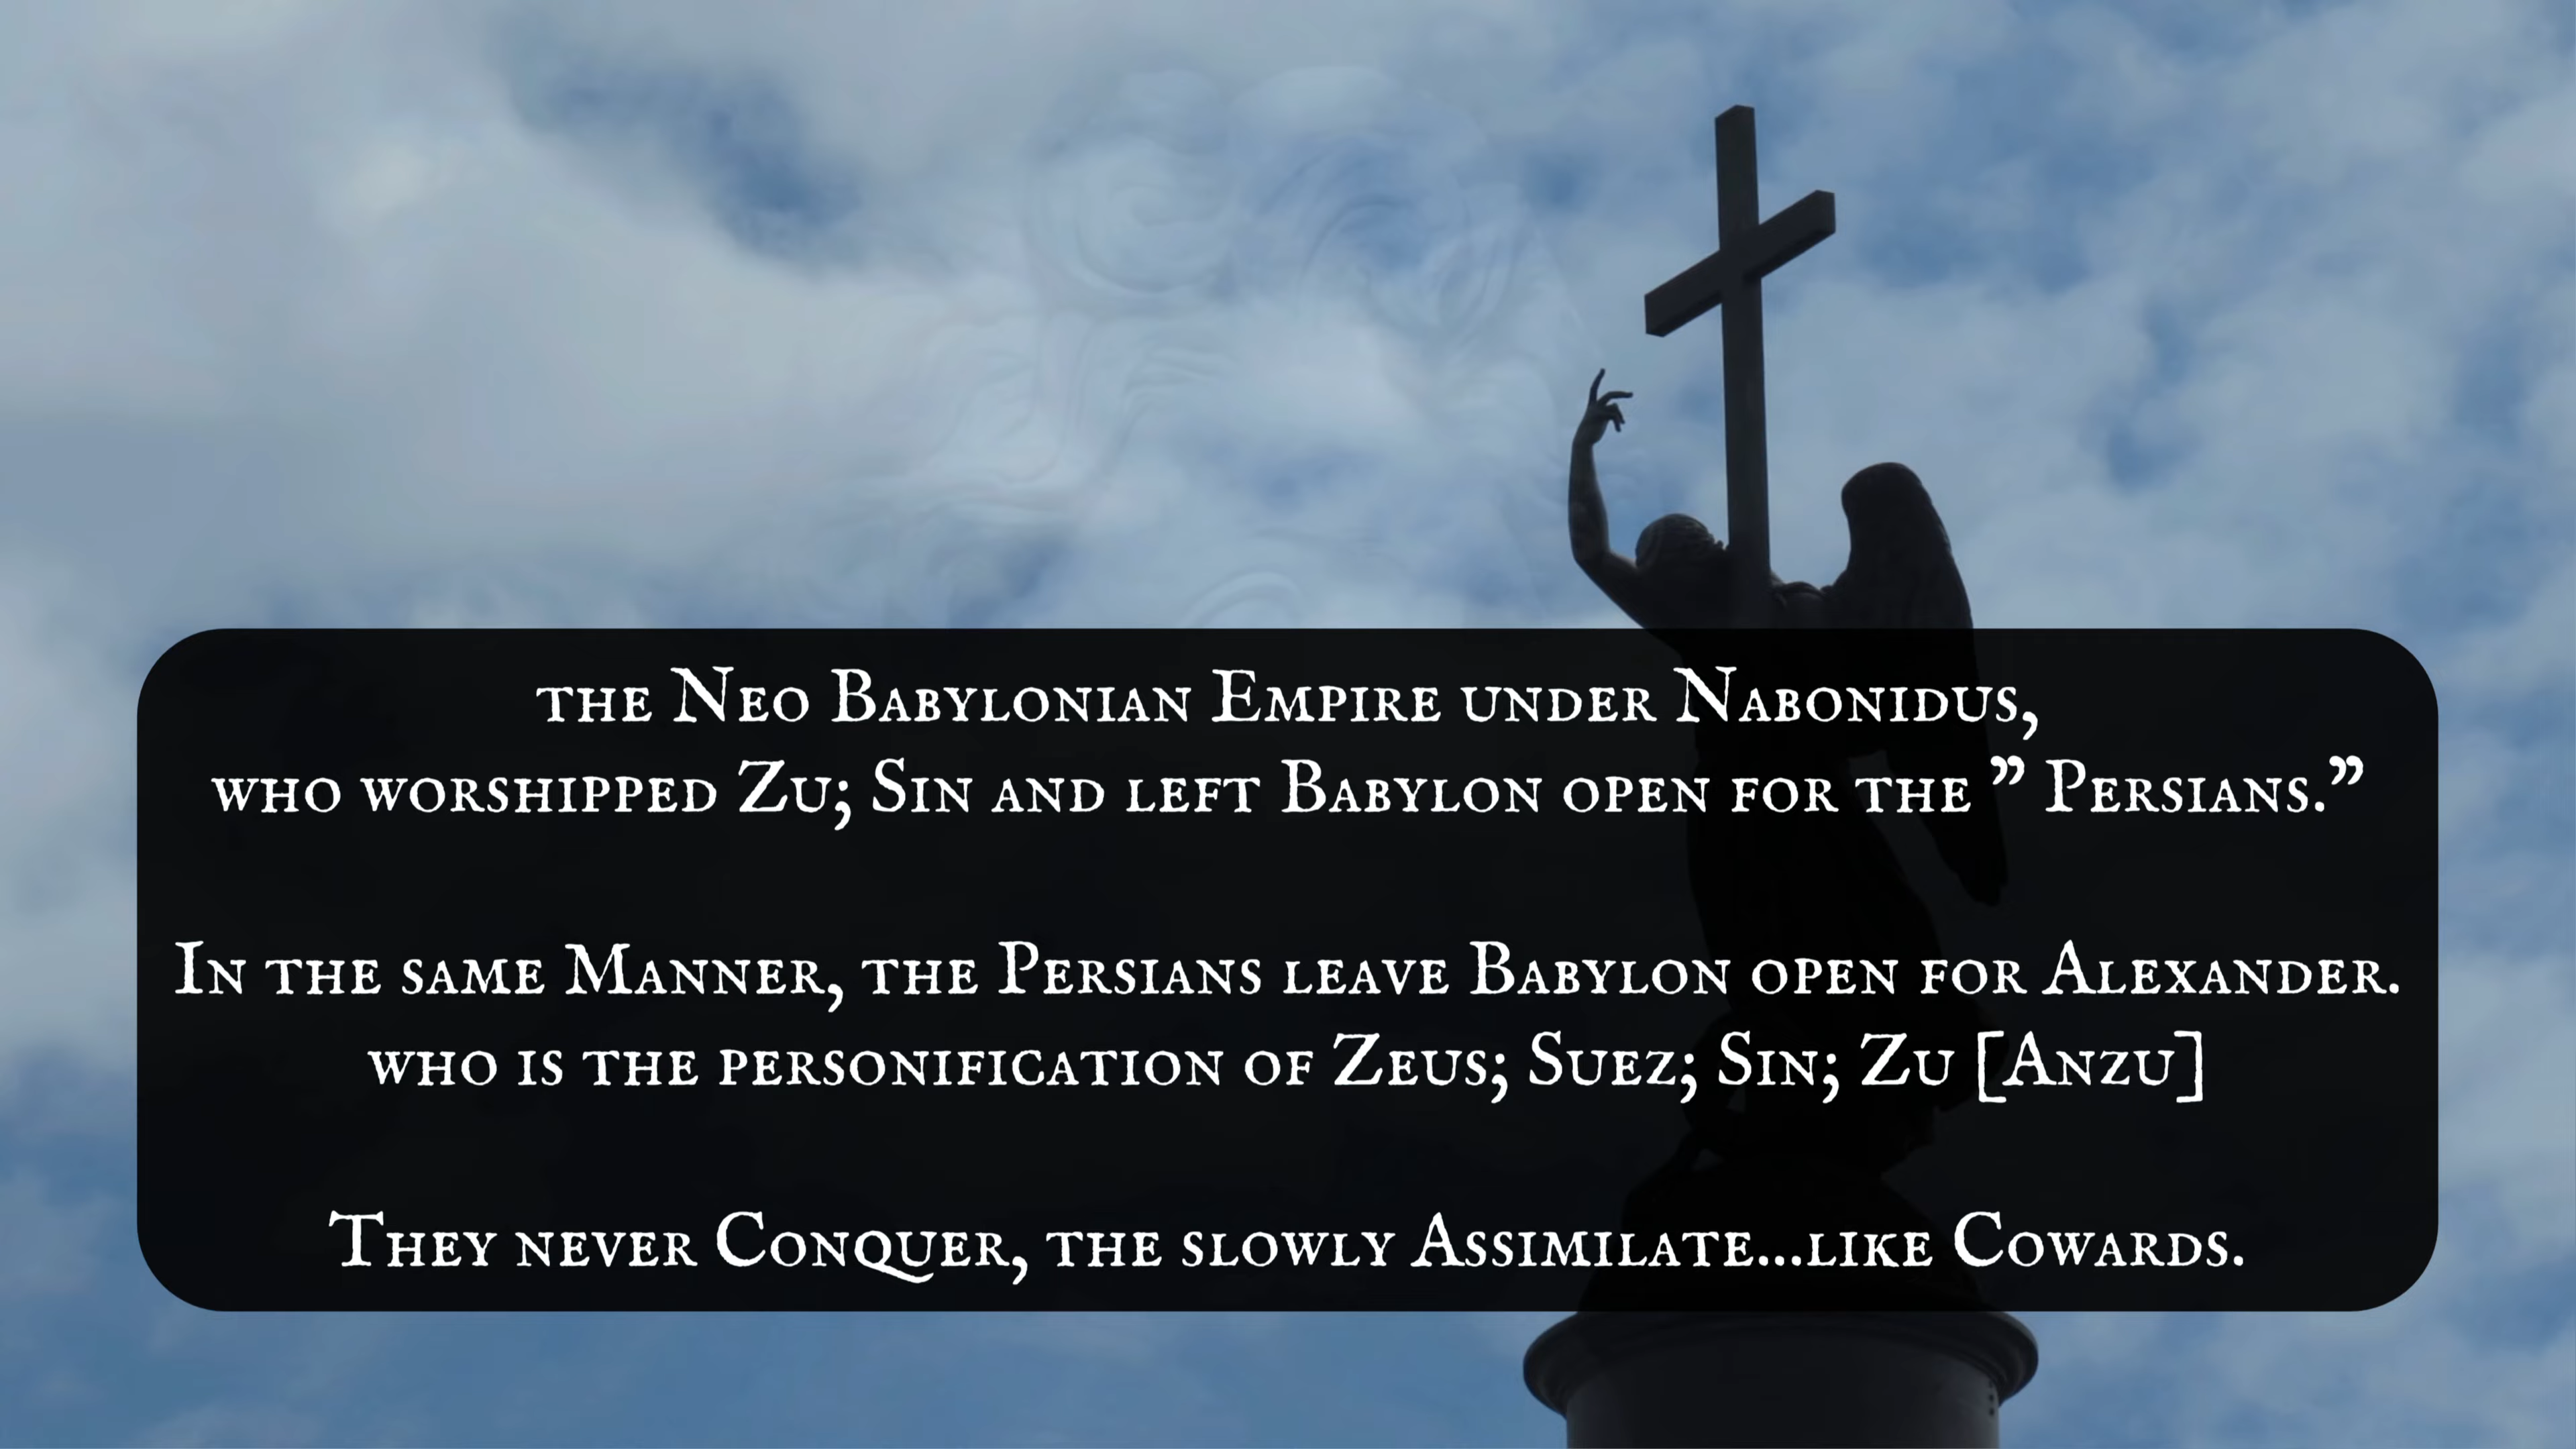 the Neo Babylonian Empire under Nabonidus,
who worshipped Zu; Sin and left Babylon open for the ” Persians.”
In the same Manner, the Persians leave Babylon open for Alexander.
who is the personification of Zeus; Suez; Sin; Zu [Anzu]
They never Conquer, the slowly Assimilate...like Cowards.